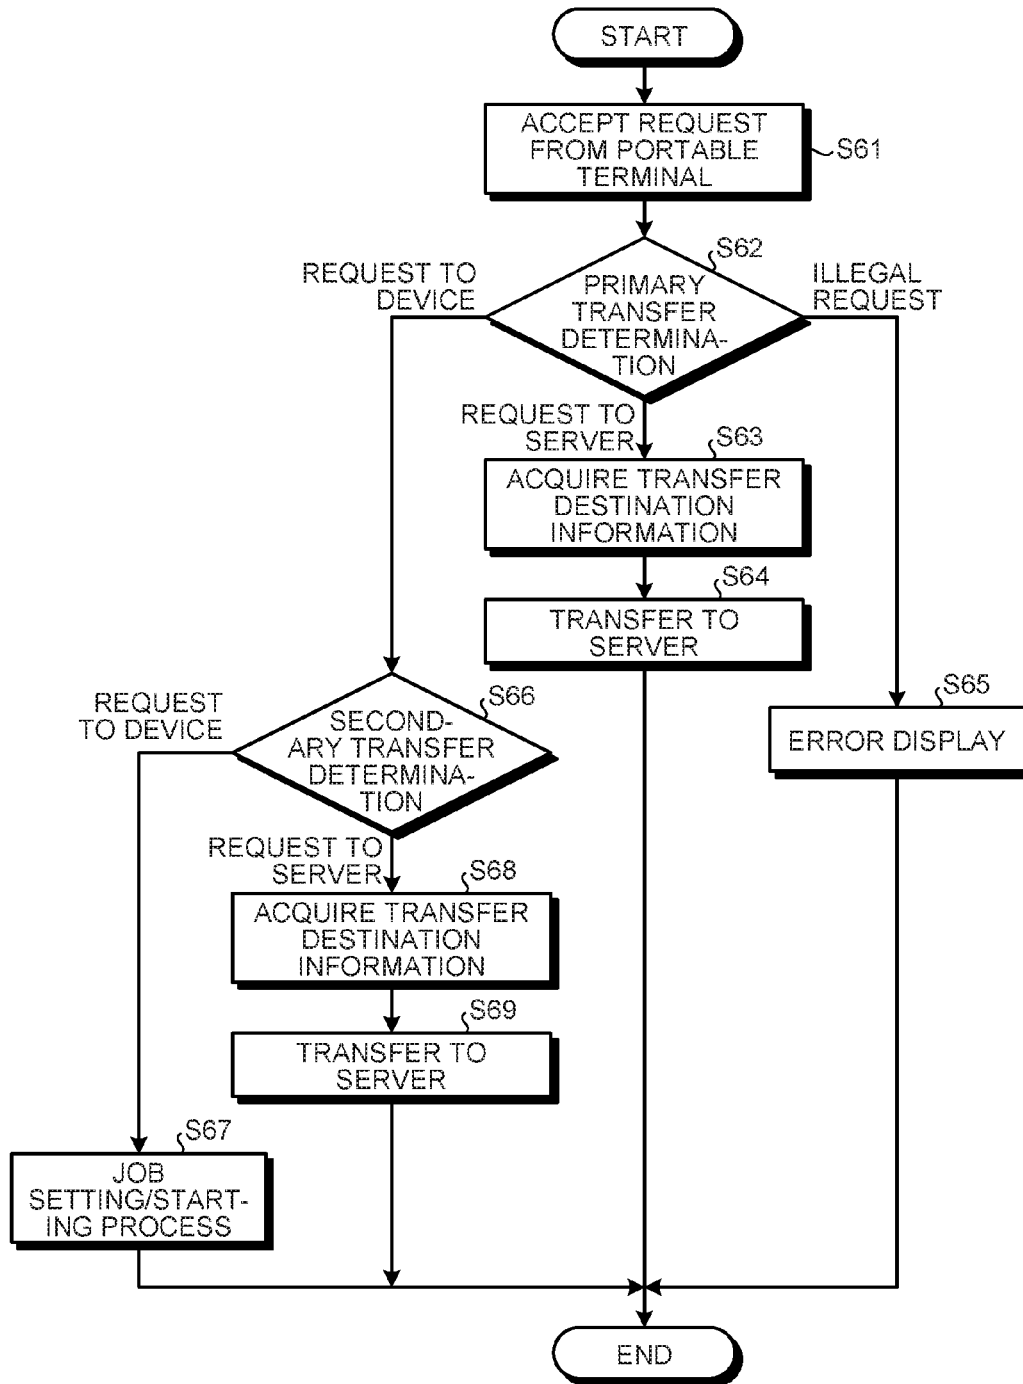 START
ACCEPT REQUEST
FROM PORTABLE
TERMINAL
S61
S62
REQUEST TO
DEVICE
PRIMARY
TRANSFER
DETERMINA-
TION
ILLEGAL
REQUEST
REQUEST TO
SERVER
S63
ACQUIRE TRANSFER
DESTINATION
INFORMATION
S64
TRANSFER TO
SERVER
S65
ERROR DISPLAY
REQUEST
TO DEVICE
S66
SECOND-
ARY TRANSFER
DETERMINA-
TION
REQUEST TO
SERVER
S68
ACQUIRE TRANSFER
DESTINATION
INFORMATION
S69
TRANSFER TO
SERVER
S67
JOB
SETTING/START-
ING PROCESS
END